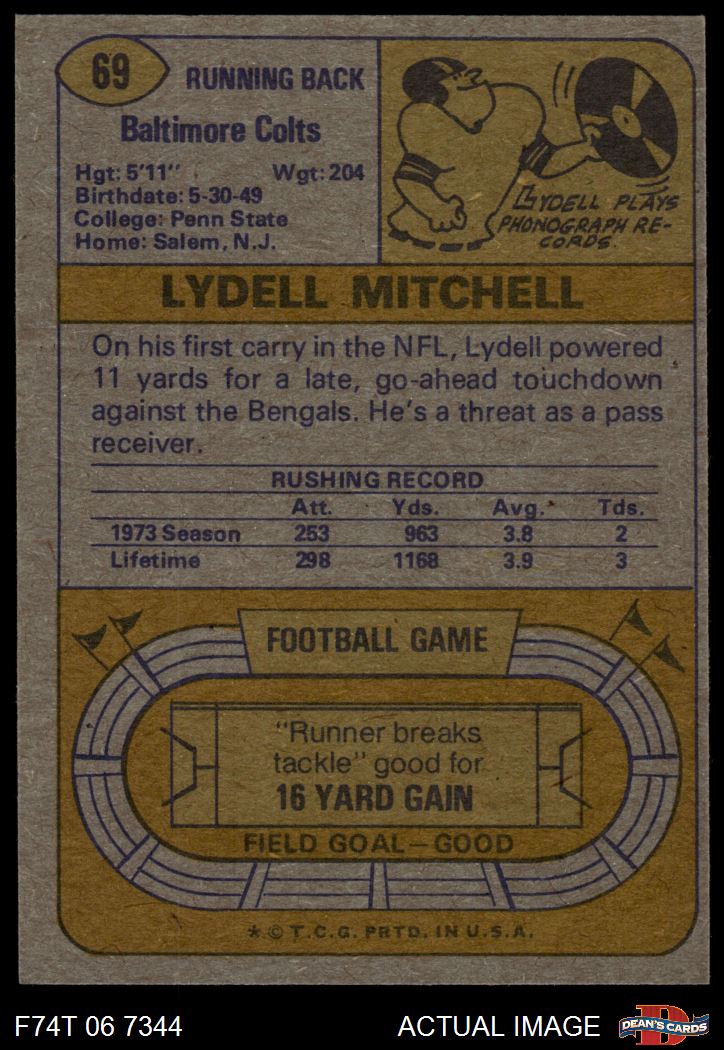 69
RUNNING BACK
Baltimore Colts
Hgt: 5'11" Wgt: 204
Birthdate: 5-30-49
College: Penn State
Home: Salem, N.J.
LYDELL PLAYS
PHONOGRAPH RE-
CORDS.
LYDELL MITCHELL
On his first carry in the NFL, Lydell powered
11 yards for a late, go-ahead touchdown
against the Bengals. He's a threat as a pass
receiver.
RUSHING RECORD
Att. Yds. Avg. Tds.
1973 Season 253 963 3.8 2
Lifetime 298 1168 3.9 3
FOOTBALL GAME
"Runner breaks
tackle" good for
16 YARD GAIN
FIELD GOAL—GOOD
* © T.C.G. PRTD. IN U.S.A.
F74T 06 7344 ACTUAL IMAGE
D
DEAN'S CARDS